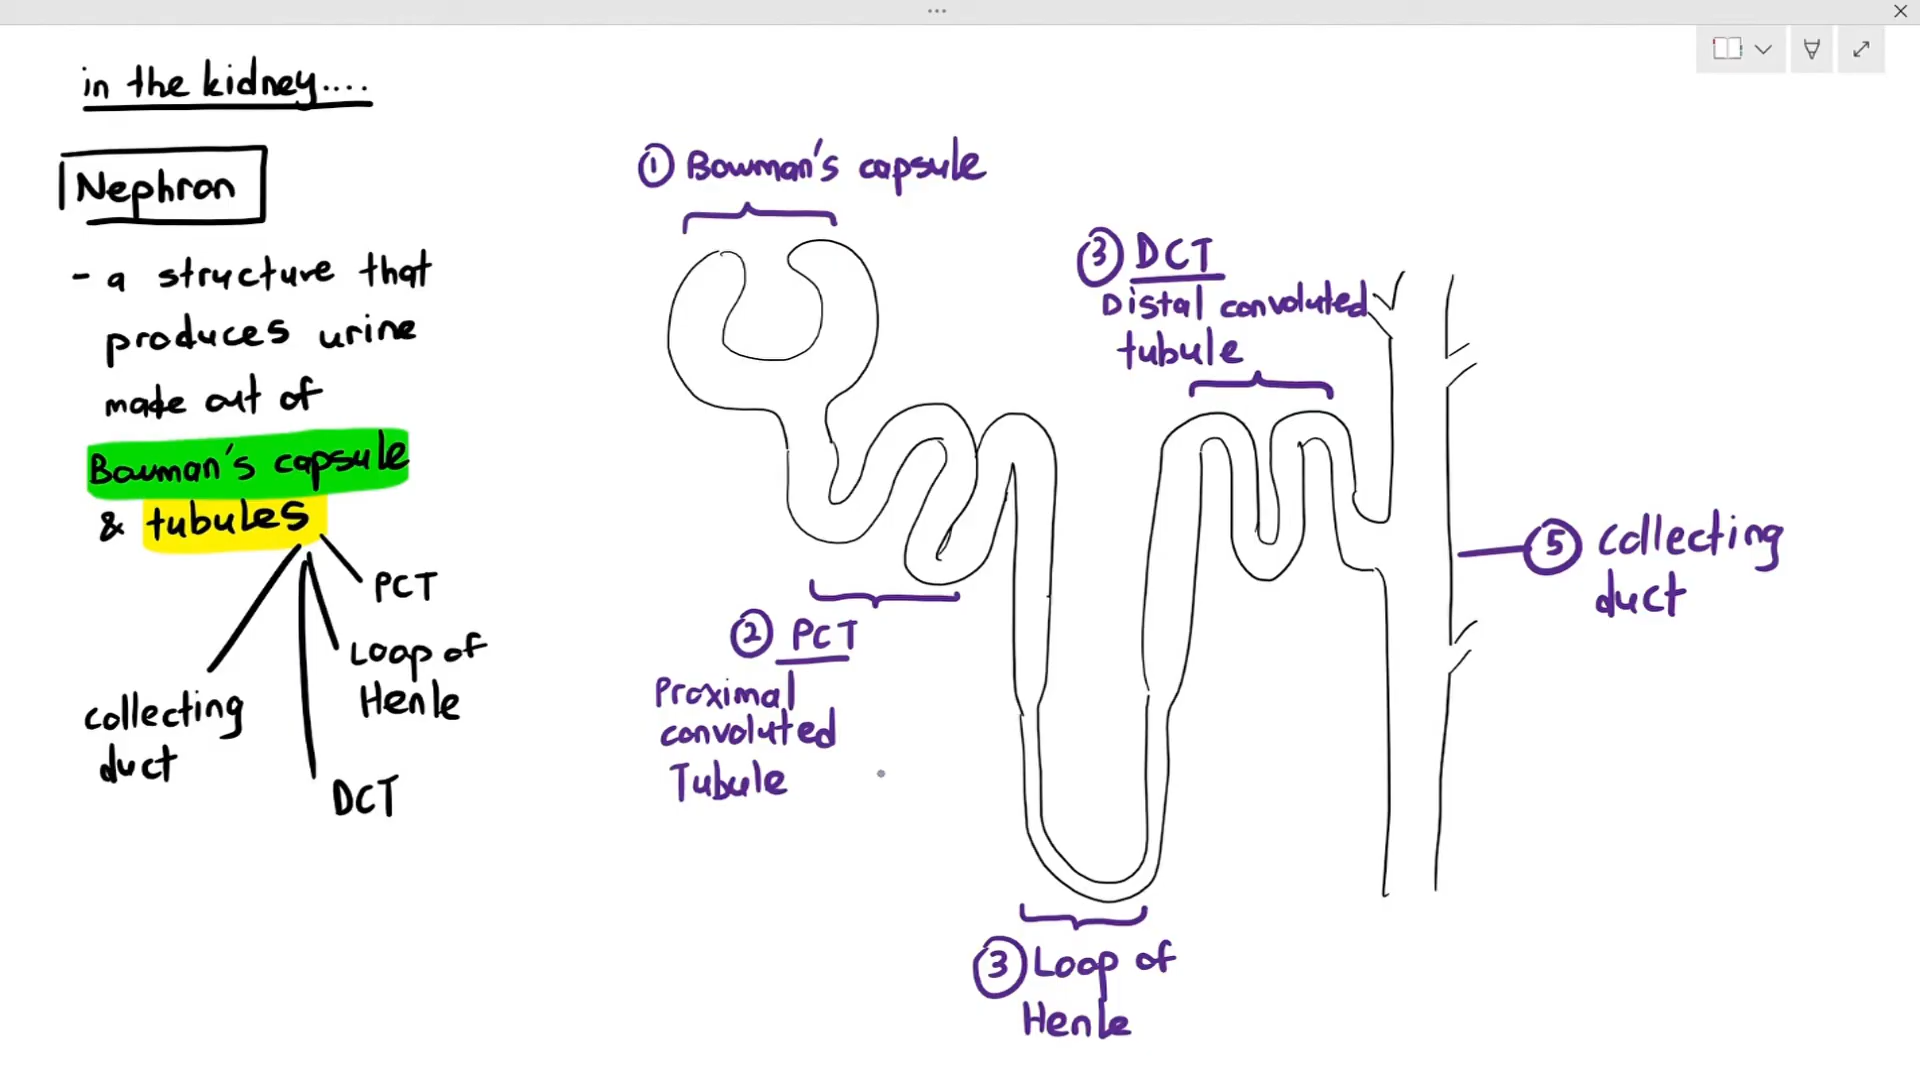 in the kidney....
Nephron
- a structure that
produces urine
made out of
Bowman's capsule
& tubules
PCT
Loop of
Henle
collecting
duct
DCT
① Bowman's capsule
③ DCT
Distal convoluted
tubule
② PCT
Proximal
convoluted
Tubule
③ Loop of
Henle
⑤ collecting
duct